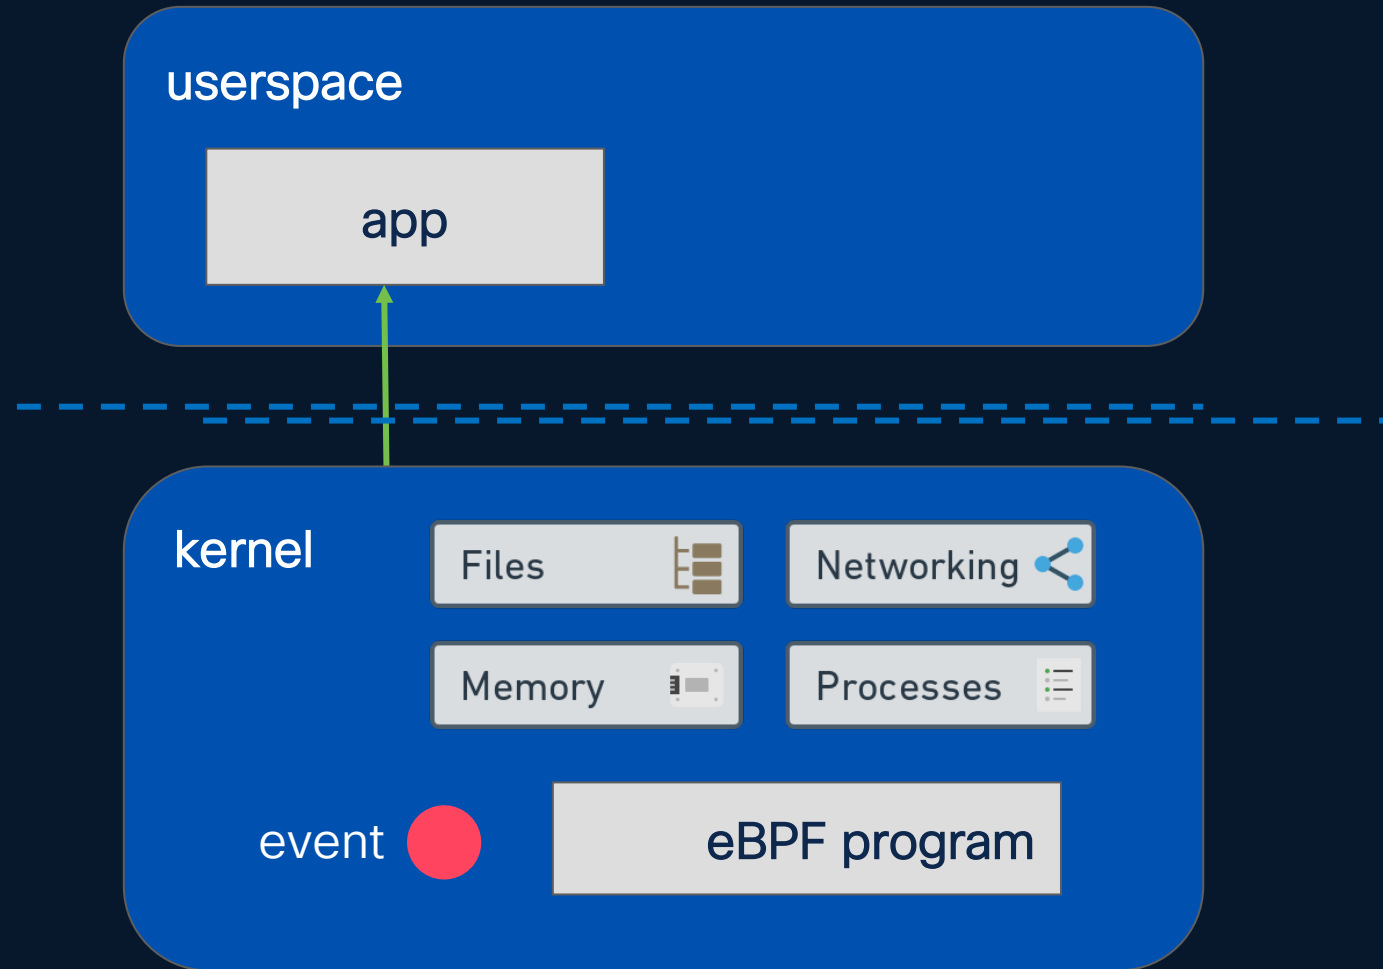 userspace
app
kernel
Files
Networking
Memory
Processes
event
eBPF program